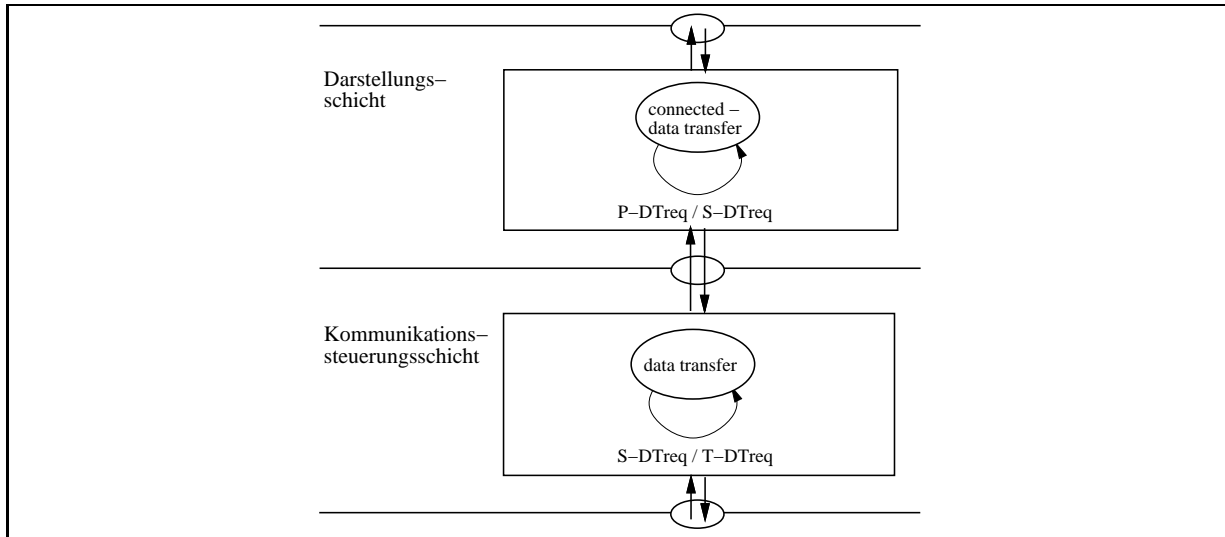 Darstellungs–
schicht
connected –
data transfer
P–DTreq / S–DTreq
Kommunikations–
steuerungsschicht
data transfer
S–DTreq / T–DTreq